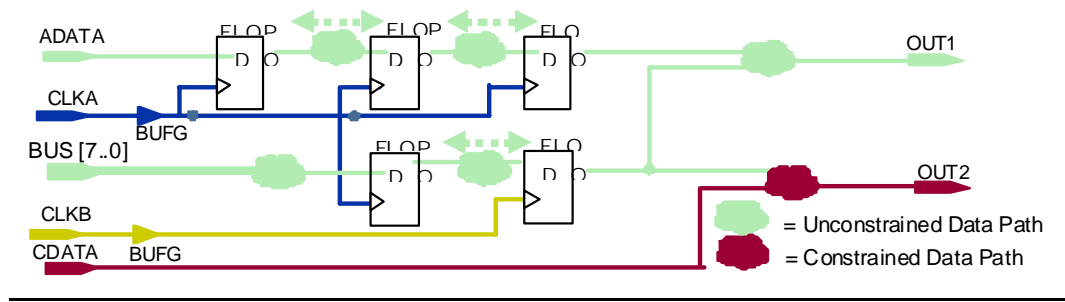 ADATA
OUT1
D
D
D
CLKA
BUFG
BUS [7..0]
D
D
OUT2
CLKB
BUFG
CDATA
= Unconstrained Data Path
= Constrained Data Path